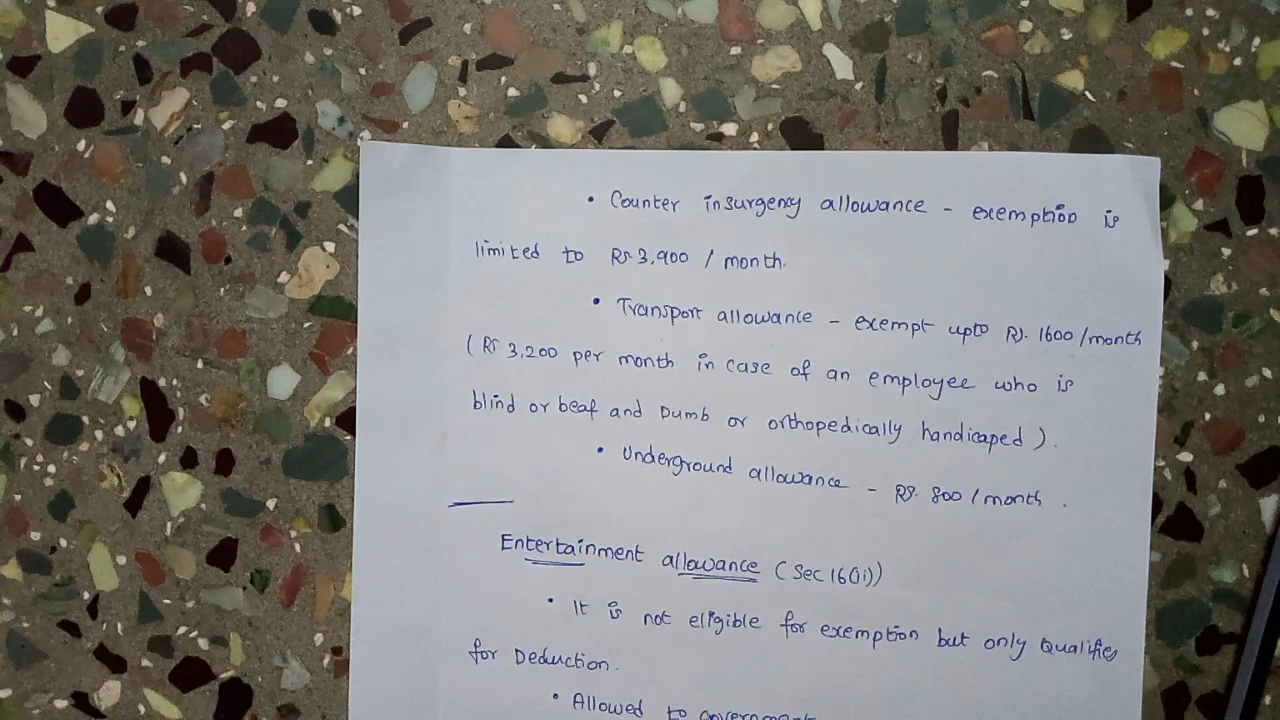 • Counter insurgency allowance - exemption is
limited to Rs 3,900 / month.
• Transport allowance - exempt upto Rs. 1600/month
(Rs 3,200 per month in case of an employee who is
blind or beaf and Dumb or orthopedically handicaped).
• Underground allowance - Rs. 800/month.
Entertainment allowance (Sec 16(ii))
• It is not eligible for exemption but only Qualifies
for Deduction.
• Allowed to government